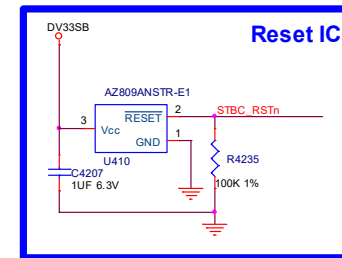 DV33SB
Reset IC
AZ809ANSTR-E1
3
Vcc
RESET
2
STBC_RSTn
GND
1
U410
C4207
1UF 6.3V
R4235
100K 1%